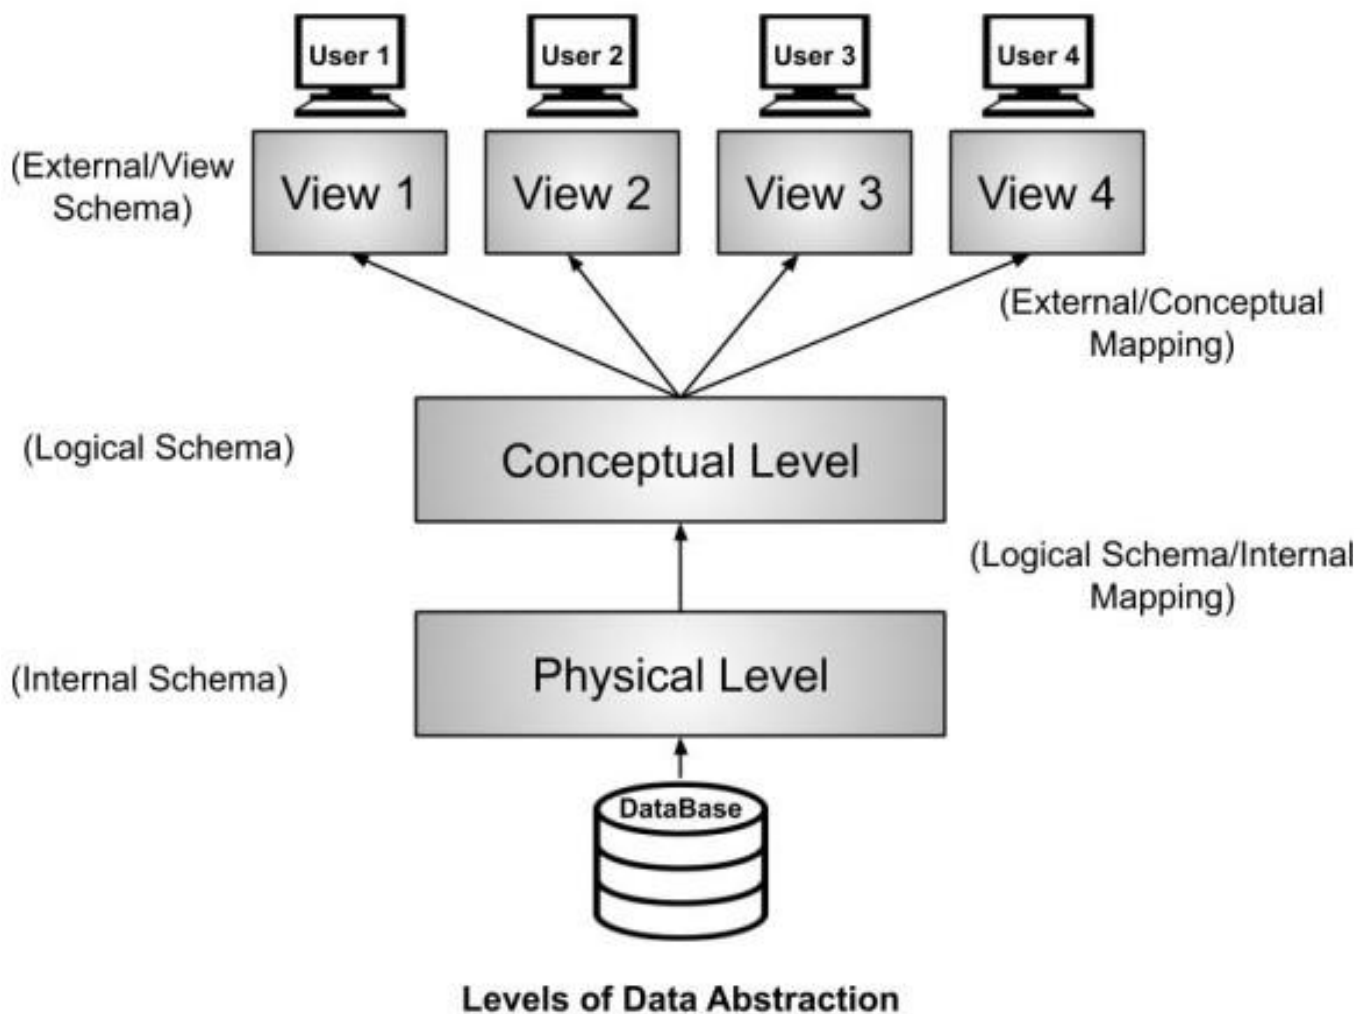 User 1
User 2
User 3
User 4
(External/View
Schema)
View 1
View 2
View 3
View 4
(External/Conceptual
Mapping)
(Logical Schema)
Conceptual Level
(Logical Schema/Internal
Mapping)
(Internal Schema)
Physical Level
DataBase
Levels of Data Abstraction